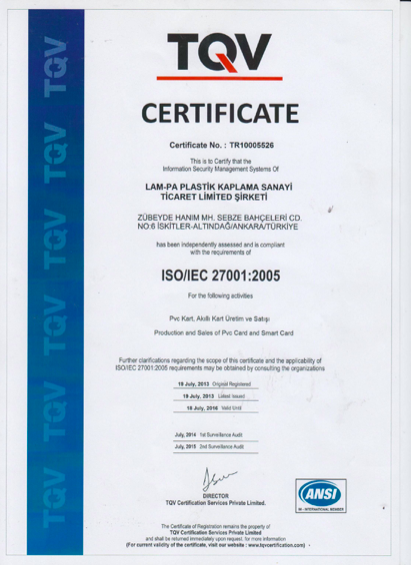 TQV
TQV
TQV
TQV
TQV
TQV
CERTIFICATE
Certificate No. : TR10005526
This is to Certify that the
Information Security Management Systems Of
LAM-PA PLASTİK KAPLAMA SANAYİ
TİCARET LİMİTED ŞİRKETİ
ZÜBEYDE HANIM MH. SEBZE BAHÇELERİ CD.
NO:6 İSKİTLER-ALTINDAĞ/ANKARA/TÜRKİYE
has been independently assessed and is compliant
with the requirements of
ISO/IEC 27001:2005
For the following activities
Pvc Kart, Akıllı Kart Üretim ve Satışı
Production and Sales of Pvc Card and Smart Card
Further clarifications regarding the scope of this certificate and the applicability of
ISO/IEC 27001:2005 requirements may be obtained by consulting the organizations
19 July, 2013 Original Registered
19 July, 2013 Latest Issued
18 July, 2016 Valid Until
July, 2014 1st Surveillance Audit
July, 2015 2nd Surveillance Audit
DIRECTOR
TQV Certification Services Private Limited.
ANSI
INTERNATIONAL MEMBER
The Certificate of Registration remains the property of
TQV Certification Services Private Limited
and shall be returned immediately upon request. for more information
(For current validity of the certificate, visit our website : www.tqvcertification.com)